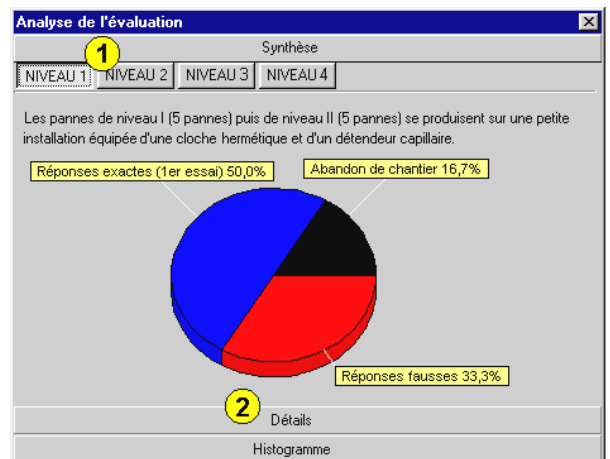 Analyse de l'évaluation
Synthèse
1
NIVEAU 1 NIVEAU 2 NIVEAU 3 NIVEAU 4
Les pannes de niveau I (5 pannes) puis de niveau II (5 pannes) se produisent sur une petite
installation équipée d'une cloche hermétique et d'un détendeur capillaire.
Réponses exactes (1er essai) 50,0% Abandon de chantier 16,7%
Réponses fausses 33,3%
2
Détails
Histogramme